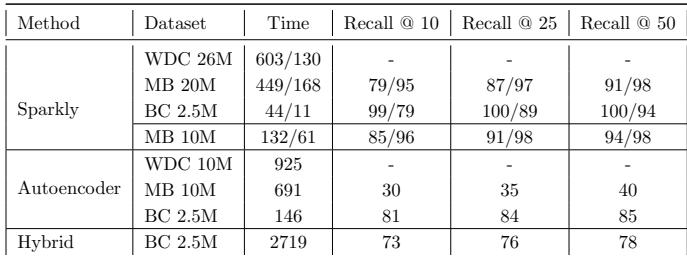 Method Dataset Time Recall @ 10 Recall @ 25 Recall @ 50
WDC 26M 603/130 - - -
MB 20M 449/168 79/95 87/97 91/98
Sparkly BC 2.5M 44/11 99/79 100/89 100/94
MB 10M 132/61 85/96 91/98 94/98
WDC 10M 925 - - -
Autoencoder MB 10M 691 30 35 40
BC 2.5M 146 81 84 85
Hybrid BC 2.5M 2719 73 76 78